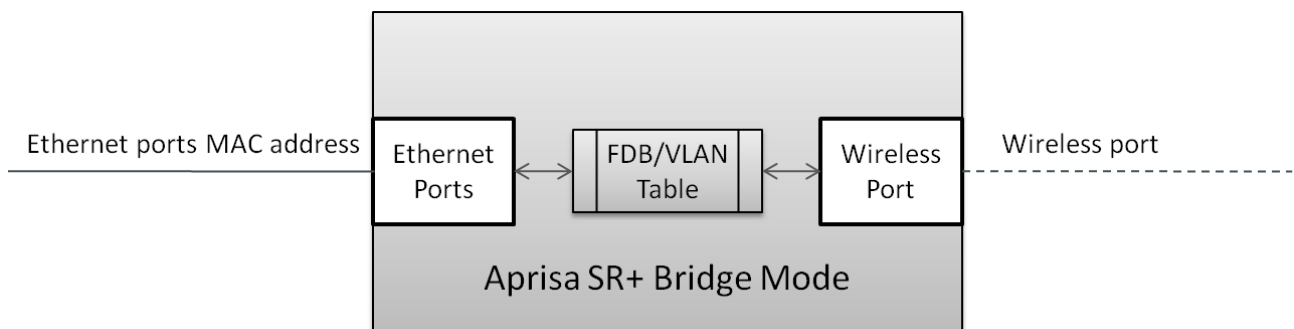 Ethernet ports MAC address
Ethernet
Ports
FDB/VLAN
Table
Wireless
Port
Wireless port
Aprisa SR+ Bridge Mode